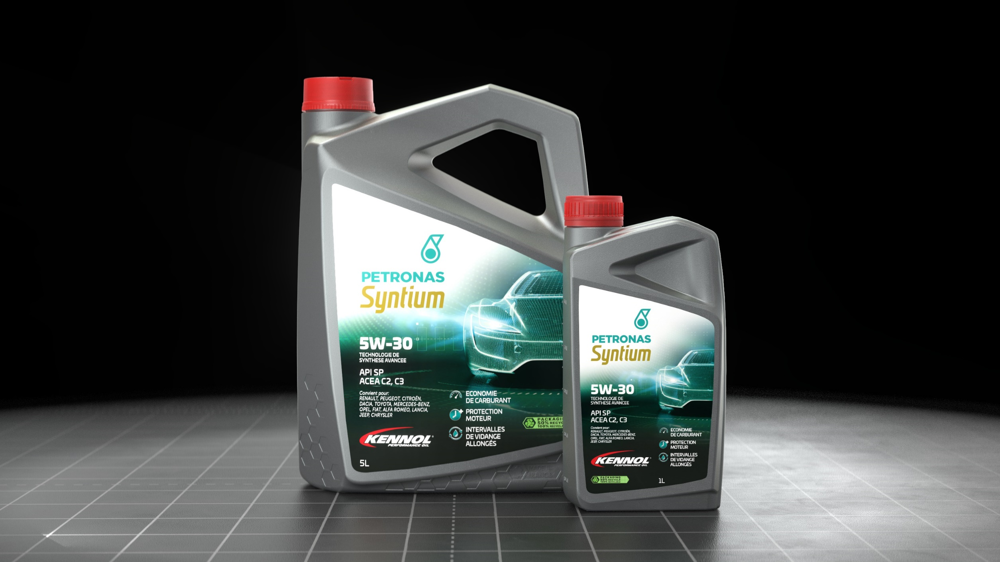 PETRONAS
Syntium
5W-30
TECHNOLOGIE DE
SYNTHESE AVANCEE
API SP
ACEA C2, C3
Convient pour:
RENAULT, PEUGEOT, CITROËN,
DACIA, TOYOTA, MERCEDES-BENZ,
OPEL, FIAT, ALFA ROMEO, LANCIA,
JEEP, CHRYSLER
ECONOMIE
DE CARBURANT
PROTECTION
MOTEUR
INTERVALLES
DE VIDANGE
ALLONGÉS
KENNOL®
PERFORMANCE OIL
5L
PACKAGI
50% RECYC
100% RECYCLA
MADE IN
FRANCE
PETRONAS
Syntium
5W-30
TECHNOLOGIE DE
SYNTHESE AVANCEE
API SP
ACEA C2, C3
Convient pour:
RENAULT, PEUGEOT, CITROËN,
DACIA, TOYOTA, MERCEDES-BENZ,
OPEL, FIAT, ALFA ROMEO, LANCIA,
JEEP, CHRYSLER
ECONOMIE
DE CARBURANT
PROTECTION
MOTEUR
INTERVALLES
DE VIDANGE
ALLONGÉS
KENNOL®
PERFORMANCE OIL
PACKAGING
50% RECYCLÉ
100% RECYCLABLE
1L